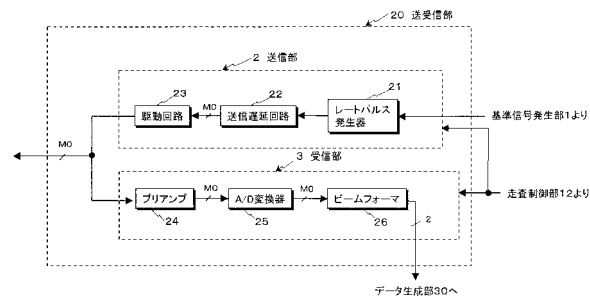 20 送受信部
2 送信部
23
22
21
駆動回路
M0
送信遅延回路
レートパルス
発生器
基準信号発生部1より
M0
3 受信部
走査制御部12より
プリアンプ
M0
A/D変換器
M0
ビームフォーマ
24
25
26
2
データ生成部30へ